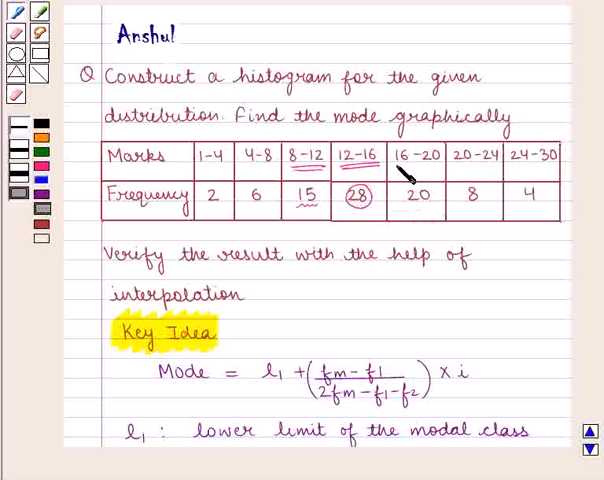 Anshul
Q Construct a histogram for the given
distribution. Find the mode graphically
Marks 1-4 4-8 8-12 12-16 16-20 20-24 24-30
Frequency 2 6 15 28 20 8 4
Verify the result with the help of
interpolation
Key Idea
Mode = l1 + (fm - f1 / 2fm - f1 - f2) × i
l1 : lower limit of the modal class